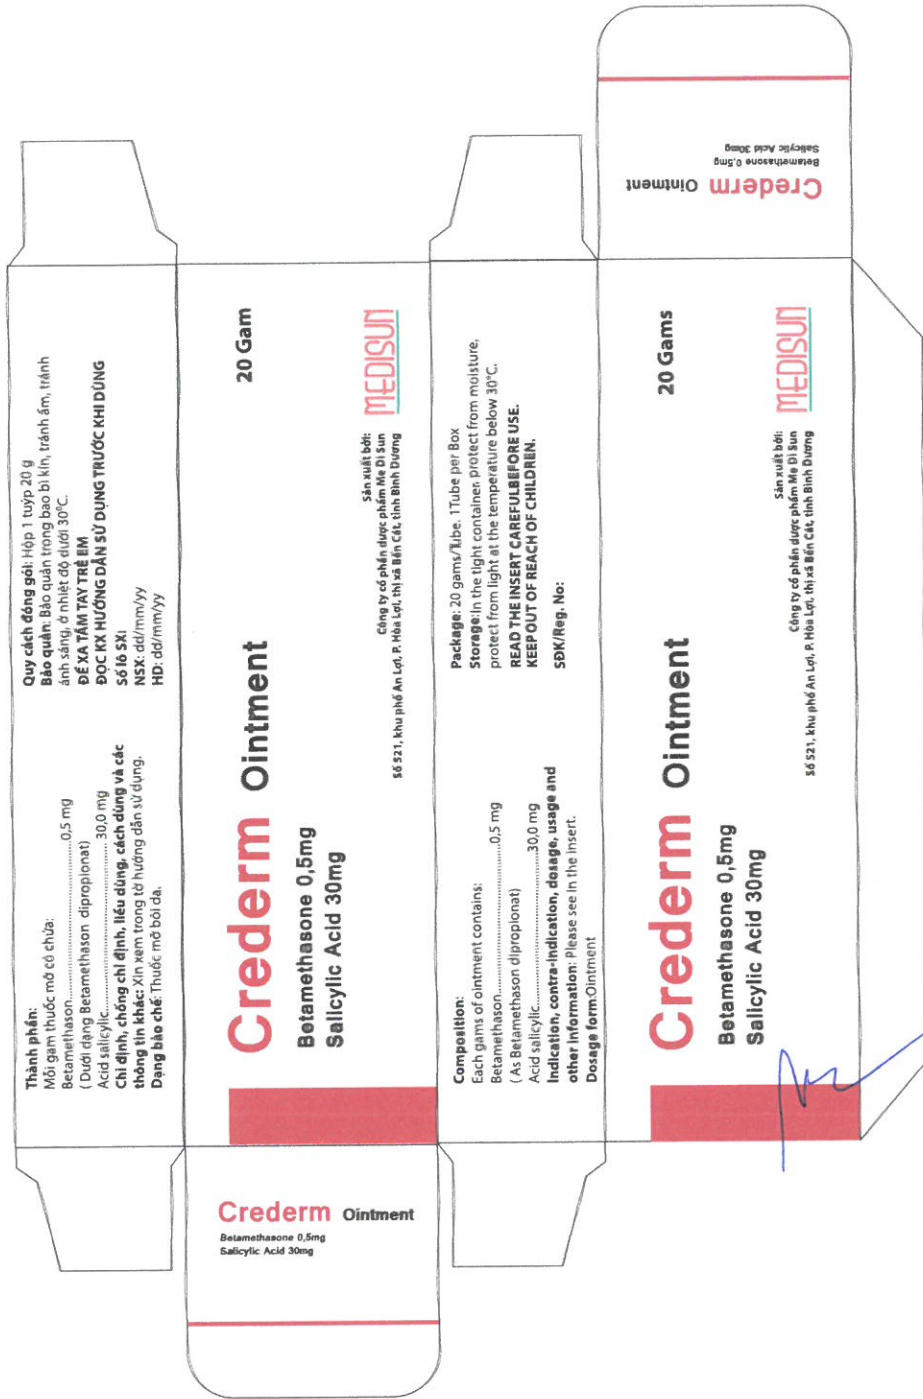 Thành phần:
Mỗi gam thuốc mỡ có chứa:
Betamethason..............................0,5 mg
( Dưới dạng Betamethason dipropionat)
Acid salicylic.............................. 30,0 mg
Chỉ định, chống chỉ định, liều dùng, cách dùng và các
thông tin khác: Xin xem trong tờ hướng dẫn sử dụng.
Dạng bào chế: Thuốc mỡ bôi da.
Quy cách đóng gói: Hộp 1 tuýp 20 g
Bảo quản: Bảo quản trong bao bì kín, tránh ẩm, tránh
ánh sáng, ở nhiệt độ dưới 30°C.
ĐỂ XA TẦM TAY TRẺ EM
ĐỌC KỸ HƯỚNG DẪN SỬ DỤNG TRƯỚC KHI DÙNG
Số lô SX:
NSX: dd/mm/yy
HD: dd/mm/yy
Crederm Ointment
20 Gam
Betamethasone 0,5mg
Salicylic Acid 30mg
MEDISUN
Sản xuất bởi:
Công ty cổ phần dược phẩm Me Di Sun
Số 521, khu phố An Lợi, P. Hòa Lợi, thị xã Bến Cát, tỉnh Bình Dương
Composition:
Each gams of ointment contains:
Betamethason..............................0,5 mg
( As Betamethason dipropionat)
Acid salicylic..............................30,0 mg
Indication, contra-indication, dosage, usage and
other information: Please see in the insert.
Dosage form:Ointment
Package: 20 gams/Tube. 1Tube per Box
Storage:In the tight container, protect from moisture,
protect from light at the temperature below 30°C.
READ THE INSERT CAREFULBEFORE USE.
KEEP OUT OF REACH OF CHILDREN.
SĐK/Reg. No:
Crederm Ointment
20 Gams
Betamethasone 0,5mg
Salicylic Acid 30mg
MEDISUN
Sản xuất bởi:
Công ty cổ phần dược phẩm Me Di Sun
Số 521, khu phố An Lợi, P. Hòa Lợi, thị xã Bến Cát, tỉnh Bình Dương
Crederm Ointment
Betamethasone 0,5mg
Salicylic Acid 30mg
Crederm Ointment
Betamethasone 0,5mg
Salicylic Acid 30mg